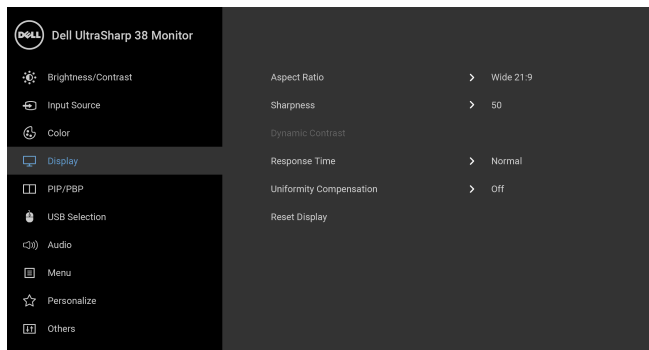 DELL Dell UltraSharp 38 Monitor
Brightness/Contrast
Input Source
Color
Display
PIP/PBP
USB Selection
Audio
Menu
Personalize
Others
Aspect Ratio Wide 21:9
Sharpness 50
Dynamic Contrast
Response Time Normal
Uniformity Compensation Off
Reset Display